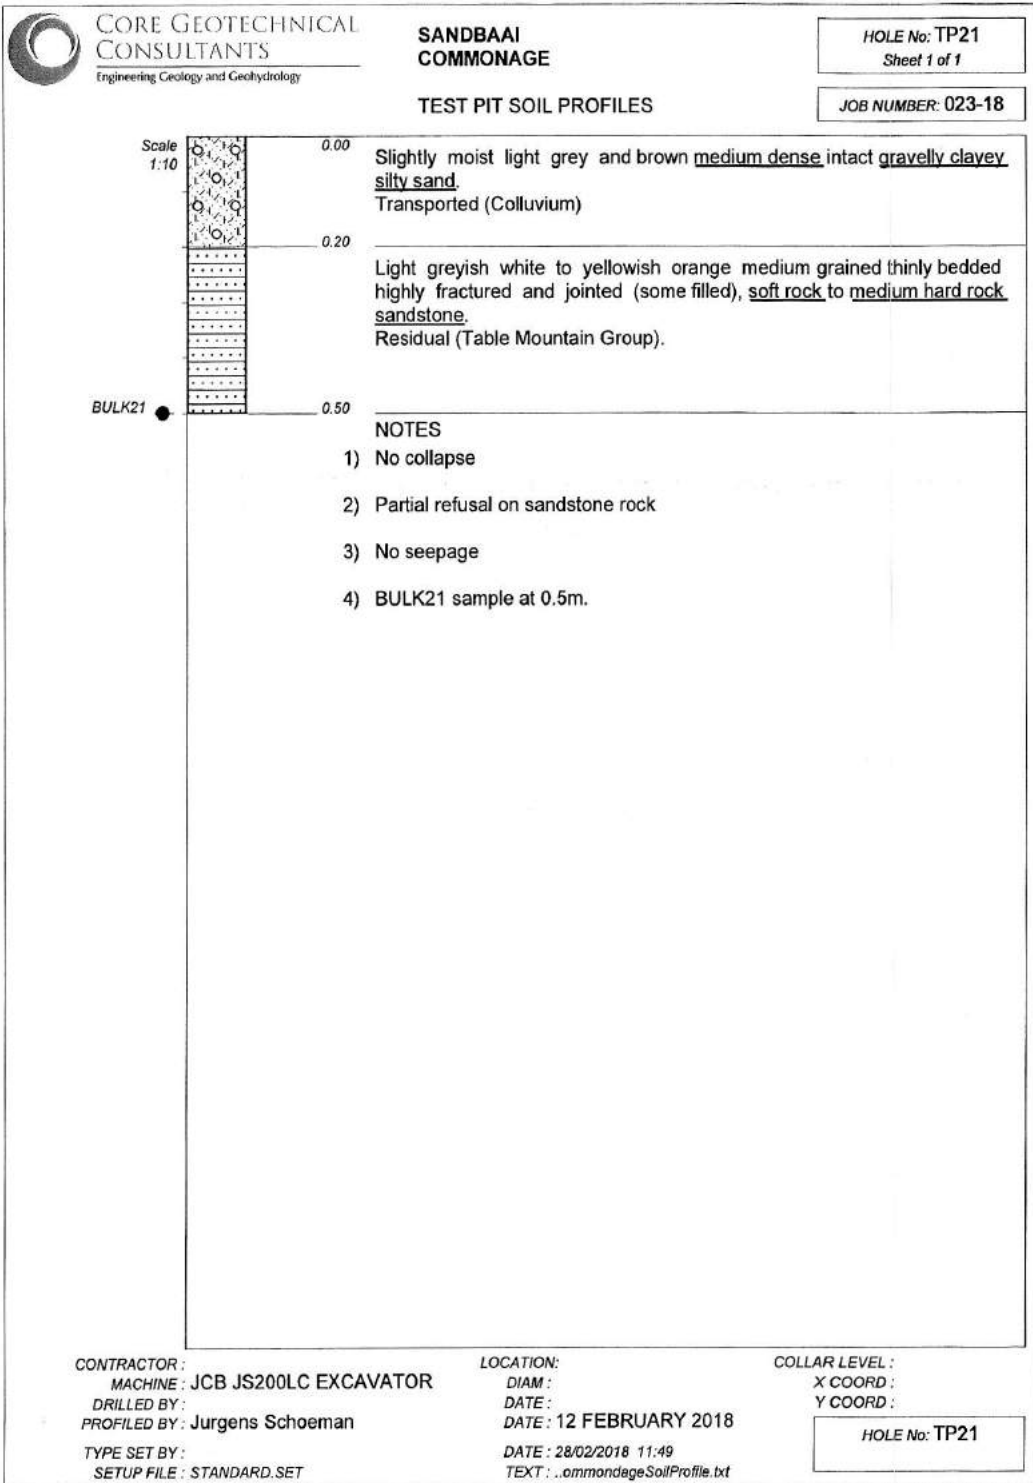 CORE GEOTECHNICAL
CONSULTANTS
Engineering Geology and Geohydrology
SANDBAAI
COMMONAGE
TEST PIT SOIL PROFILES
HOLE No: TP21
Sheet 1 of 1
JOB NUMBER: 023-18
Scale
1:10
0.00
Slightly moist light grey and brown medium dense intact gravelly clayey
silty sand.
Transported (Colluvium)
0.20
Light greyish white to yellowish orange medium grained thinly bedded
highly fractured and jointed (some filled), soft rock to medium hard rock
sandstone.
Residual (Table Mountain Group).
BULK21
0.50
NOTES
1) No collapse
2) Partial refusal on sandstone rock
3) No seepage
4) BULK21 sample at 0.5m.
CONTRACTOR :
MACHINE : JCB JS200LC EXCAVATOR
DRILLED BY :
PROFILED BY : Jurgens Schoeman
TYPE SET BY :
SETUP FILE : STANDARD.SET
LOCATION:
DIAM :
DATE :
DATE : 12 FEBRUARY 2018
DATE : 28/02/2018 11:49
TEXT : ..ommondageSoilProfile.txt
COLLAR LEVEL :
X COORD :
Y COORD :
HOLE No: TP21